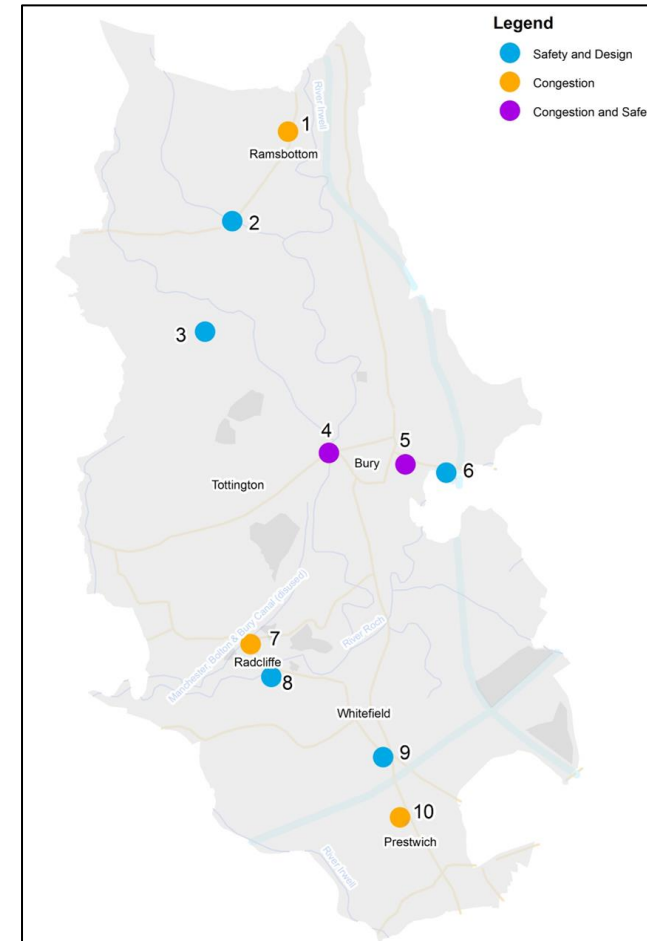 Legend
Safety and Design
Congestion
Congestion and Safe
1
River Irwell
Ramsbottom
2
3
4
5
Bury
6
Tottington
Manchester, Bolton & Bury Canal (disused)
7
River Roch
Radcliffe
8
Whitefield
9
10
Prestwich
River Irwell